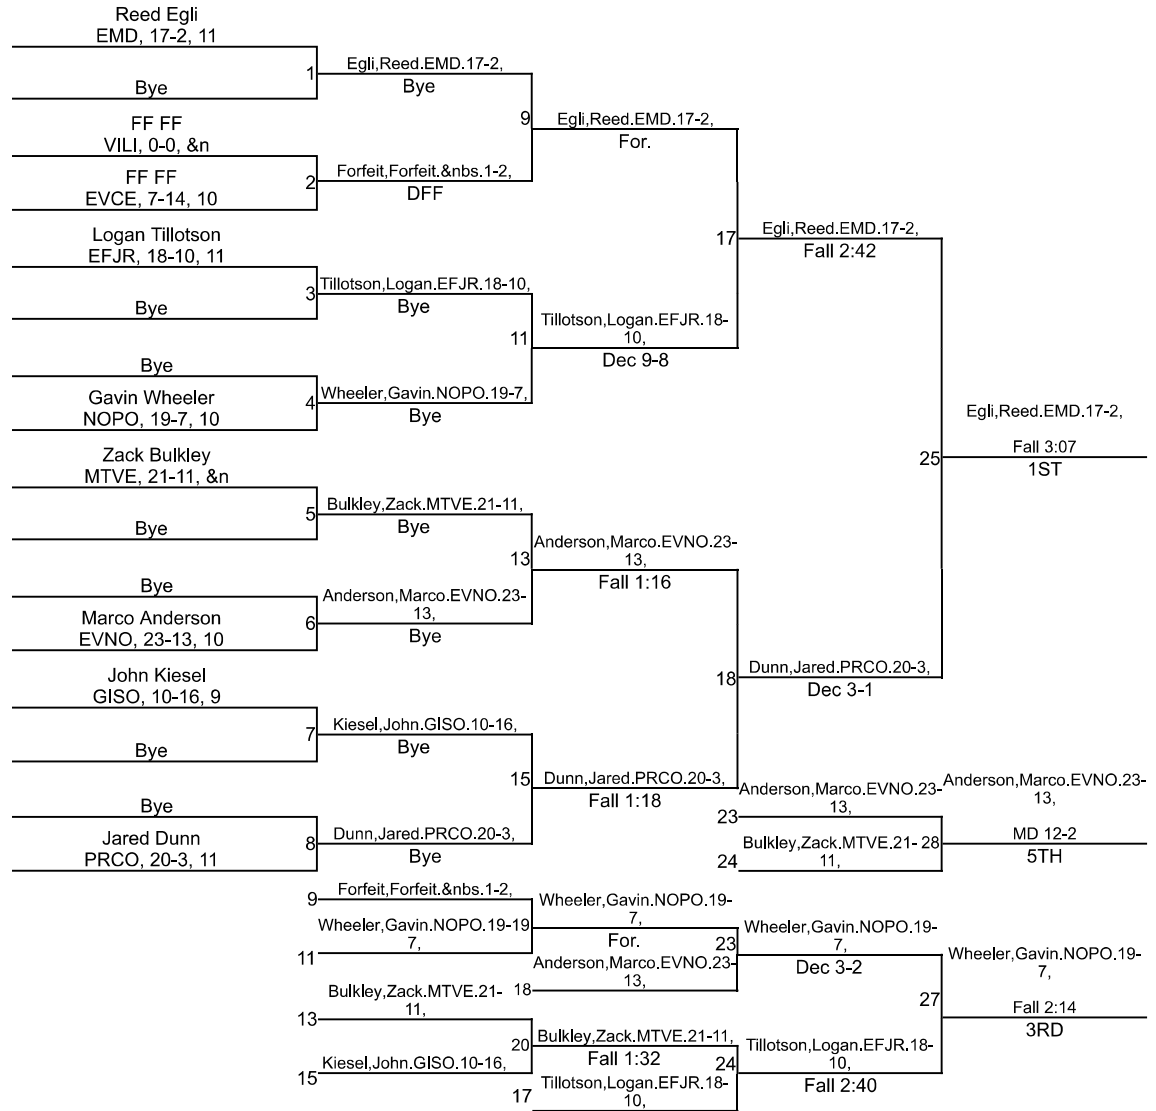 Reed Egli
EMD, 17-2, 11
1
Egli,Reed.EMD.17-2,
Bye
Bye
9
Egli,Reed.EMD.17-2,
For.
FF FF
VILI, 0-0, &n
2
Forfeit,Forfeit.&nbs.1-2,
DFF
FF FF
EVCE, 7-14, 10
17
Egli,Reed.EMD.17-2,
Fall 2:42
Logan Tillotson
EFJR, 18-10, 11
3
Tillotson,Logan.EFJR.18-10,
Bye
Bye
11
Tillotson,Logan.EFJR.18-
10,
Dec 9-8
Bye
4
Wheeler,Gavin.NOPO.19-7,
Bye
Gavin Wheeler
NOPO, 19-7, 10
25
Egli,Reed.EMD.17-2,
Fall 3:07
1ST
Zack Bulkley
MTVE, 21-11, &n
5
Bulkley,Zack.MTVE.21-11,
Bye
Bye
13
Anderson,Marco.EVNO.23-
13,
Fall 1:16
Bye
6
Anderson,Marco.EVNO.23-
13,
Bye
Marco Anderson
EVNO, 23-13, 10
18
Dunn,Jared.PRCO.20-3,
Dec 3-1
John Kiesel
GISO, 10-16, 9
7
Kiesel,John.GISO.10-16,
Bye
Bye
15
Dunn,Jared.PRCO.20-3,
Fall 1:18
Bye
8
Dunn,Jared.PRCO.20-3,
Bye
Jared Dunn
PRCO, 20-3, 11
23
Anderson,Marco.EVNO.23-
13,
24
Bulkley,Zack.MTVE.21-
11,
28
Anderson,Marco.EVNO.23-
13,
MD 12-2
5TH
9
Forfeit,Forfeit.&nbs.1-2,
11
Wheeler,Gavin.NOPO.19-
7,
19
Wheeler,Gavin.NOPO.19-
7,
For.
18
Anderson,Marco.EVNO.23-
13,
23
Wheeler,Gavin.NOPO.19-
7,
Dec 3-2
13
Bulkley,Zack.MTVE.21-
11,
15
Kiesel,John.GISO.10-16,
20
Bulkley,Zack.MTVE.21-11,
Fall 1:32
17
Tillotson,Logan.EFJR.18-
10,
24
Tillotson,Logan.EFJR.18-
10,
Fall 2:40
27
Wheeler,Gavin.NOPO.19-
7,
Fall 2:14
3RD